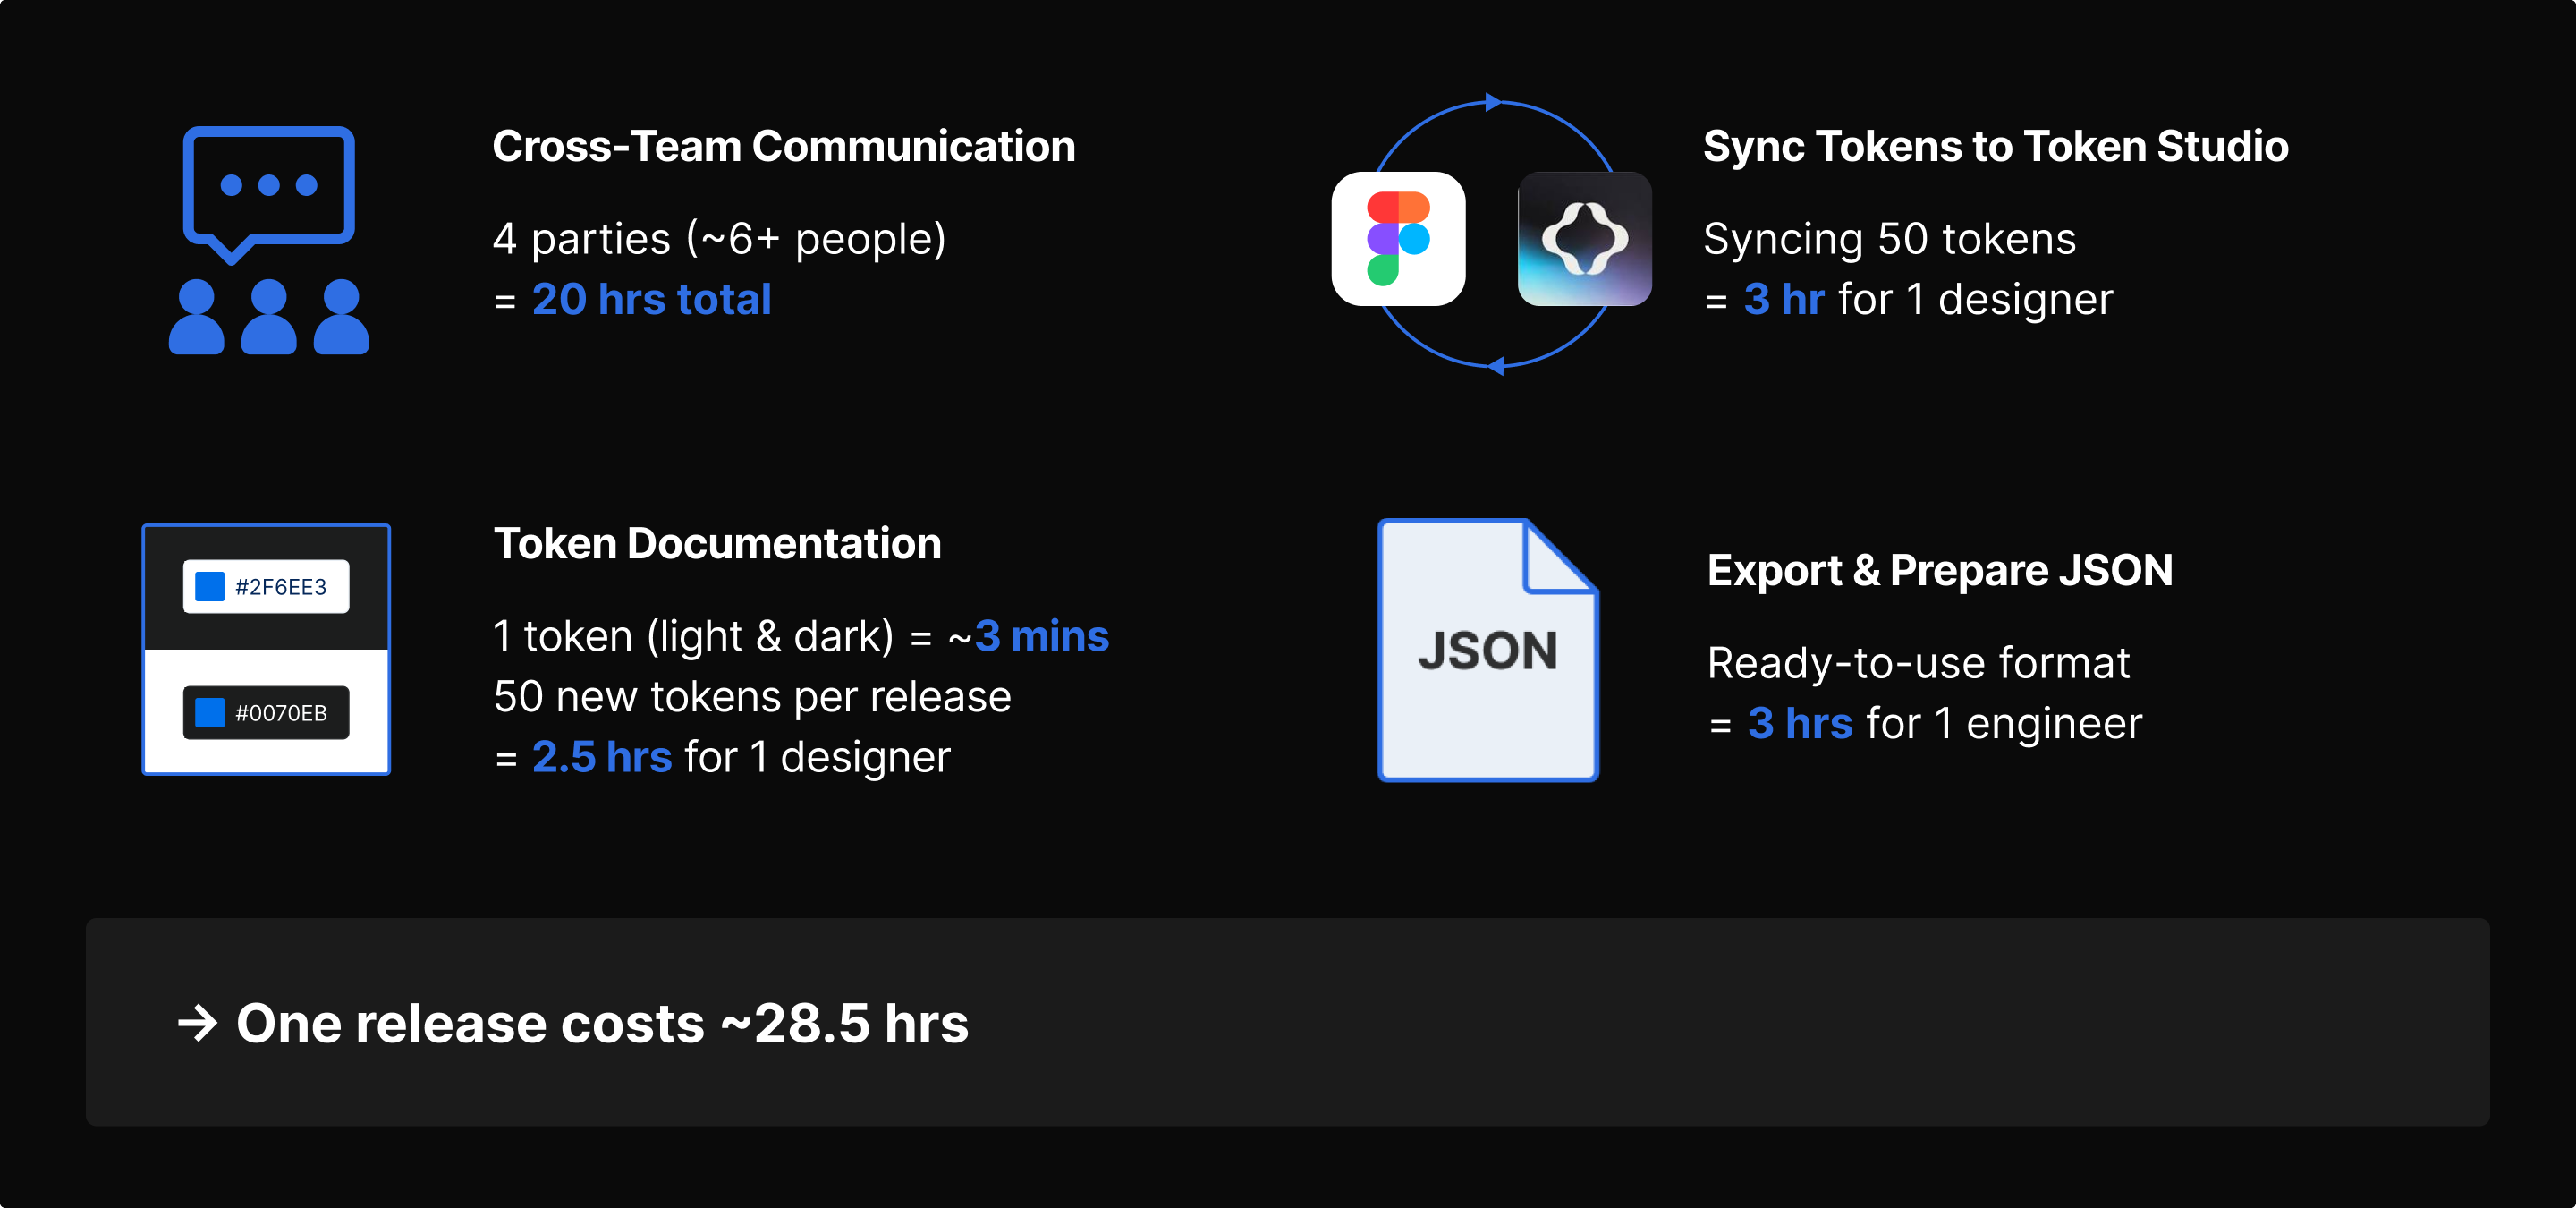 Cross-Team Communication
4 parties (~6+ people)
= 20 hrs total
Sync Tokens to Token Studio
Syncing 50 tokens
= 3 hr for 1 designer
#2F6EE3
#0070EB
Token Documentation
1 token (light & dark) = ~3 mins
50 new tokens per release
= 2.5 hrs for 1 designer
JSON
Export & Prepare JSON
Ready-to-use format
= 3 hrs for 1 engineer
→ One release costs ~28.5 hrs